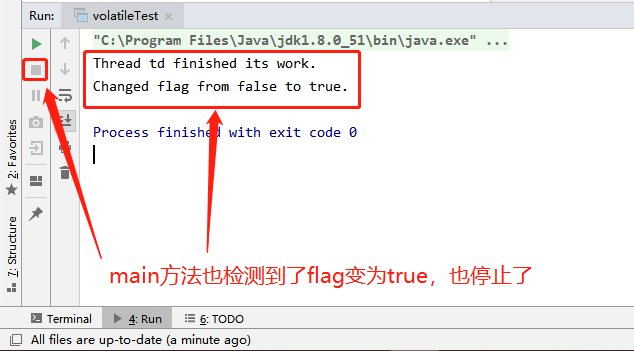 Run: volatileTest
"C:\Program Files\Java\jdk1.8.0_51\bin\java.exe" ...
Thread td finished its work.
Changed flag from false to true.
Process finished with exit code 0
2: Favorites
7: Structure
main方法也检测到了flag变为true，也停止了
Terminal 4: Run 6: TODO
All files are up-to-date (a minute ago)